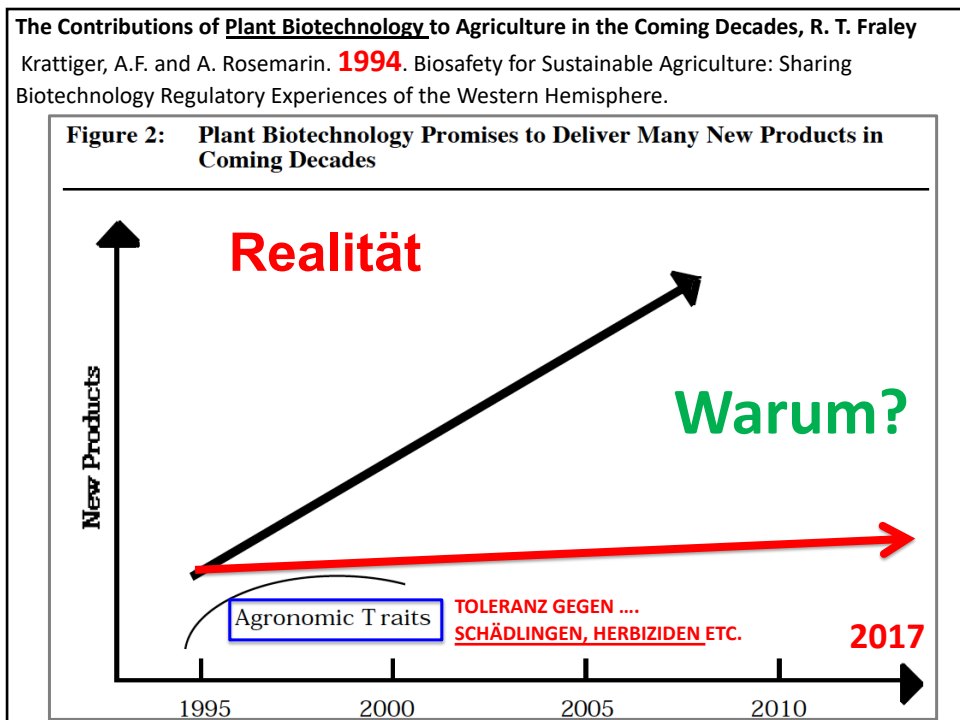 The Contributions of Plant Biotechnology to Agriculture in the Coming Decades, R. T. Fraley
Krattiger, A.F. and A. Rosemarin. 1994. Biosafety for Sustainable Agriculture: Sharing
Biotechnology Regulatory Experiences of the Western Hemisphere.
Figure 2: Plant Biotechnology Promises to Deliver Many New Products in
Coming Decades
Realität
Warum?
New Products
Agronomic Traits
TOLERANZ GEGEN ....
SCHÄDLINGEN, HERBIZIDEN ETC.
2017
1995 2000 2005 2010